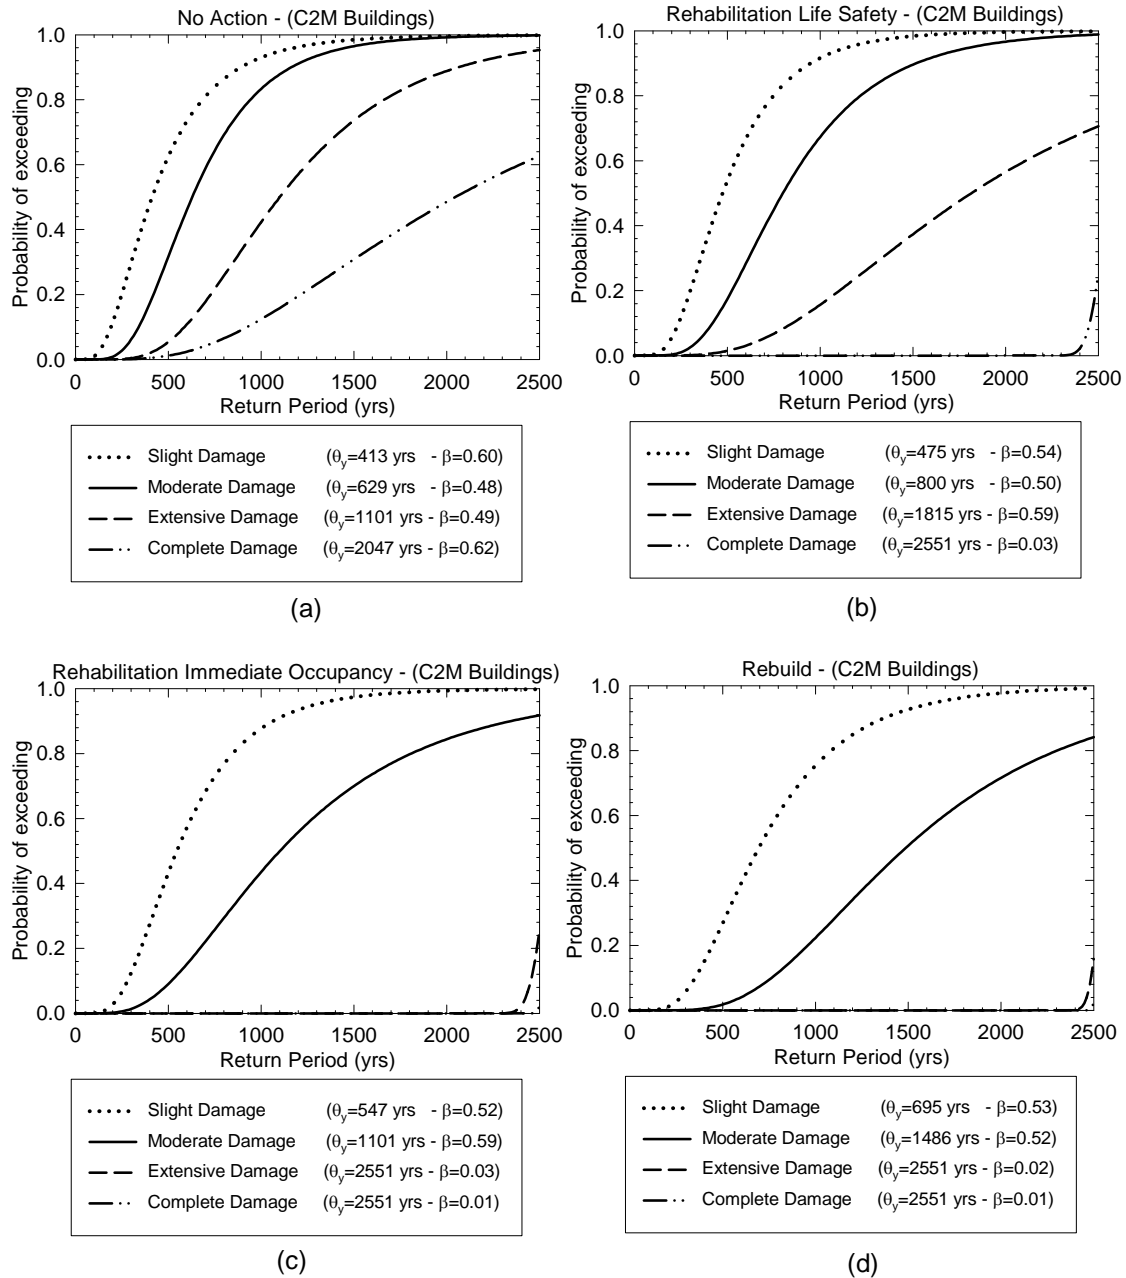 No Action - (C2M Buildings)
Probability of exceeding
1.0
0.8
0.6
0.4
0.2
0.0
0 500 1000 1500 2000 2500
Return Period (yrs)
Slight Damage (θy=413 yrs - β=0.60)
Moderate Damage (θy=629 yrs - β=0.48)
Extensive Damage (θy=1101 yrs - β=0.49)
Complete Damage (θy=2047 yrs - β=0.62)
(a)
Rehabilitation Life Safety - (C2M Buildings)
Probability of exceeding
1.0
0.8
0.6
0.4
0.2
0.0
0 500 1000 1500 2000 2500
Return Period (yrs)
Slight Damage (θy=475 yrs - β=0.54)
Moderate Damage (θy=800 yrs - β=0.50)
Extensive Damage (θy=1815 yrs - β=0.59)
Complete Damage (θy=2551 yrs - β=0.03)
(b)
Rehabilitation Immediate Occupancy - (C2M Buildings)
Probability of exceeding
1.0
0.8
0.6
0.4
0.2
0.0
0 500 1000 1500 2000 2500
Return Period (yrs)
Slight Damage (θy=547 yrs - β=0.52)
Moderate Damage (θy=1101 yrs - β=0.59)
Extensive Damage (θy=2551 yrs - β=0.03)
Complete Damage (θy=2551 yrs - β=0.01)
(c)
Rebuild - (C2M Buildings)
Probability of exceeding
1.0
0.8
0.6
0.4
0.2
0.0
0 500 1000 1500 2000 2500
Return Period (yrs)
Slight Damage (θy=695 yrs - β=0.53)
Moderate Damage (θy=1486 yrs - β=0.52)
Extensive Damage (θy=2551 yrs - β=0.02)
Complete Damage (θy=2551 yrs - β=0.01)
(d)